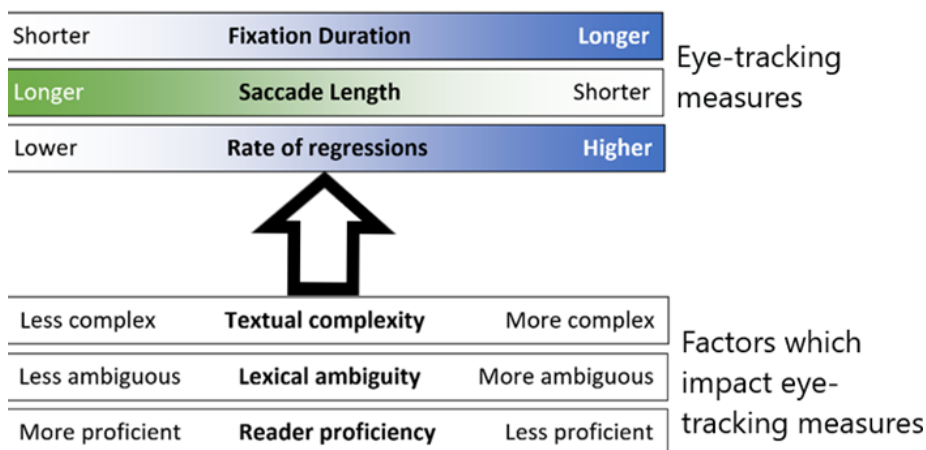 Shorter Fixation Duration Longer
Longer Saccade Length Shorter
Lower Rate of regressions Higher
Eye-tracking
measures
Less complex Textual complexity More complex
Less ambiguous Lexical ambiguity More ambiguous
More proficient Reader proficiency Less proficient
Factors which
impact eye-
tracking measures